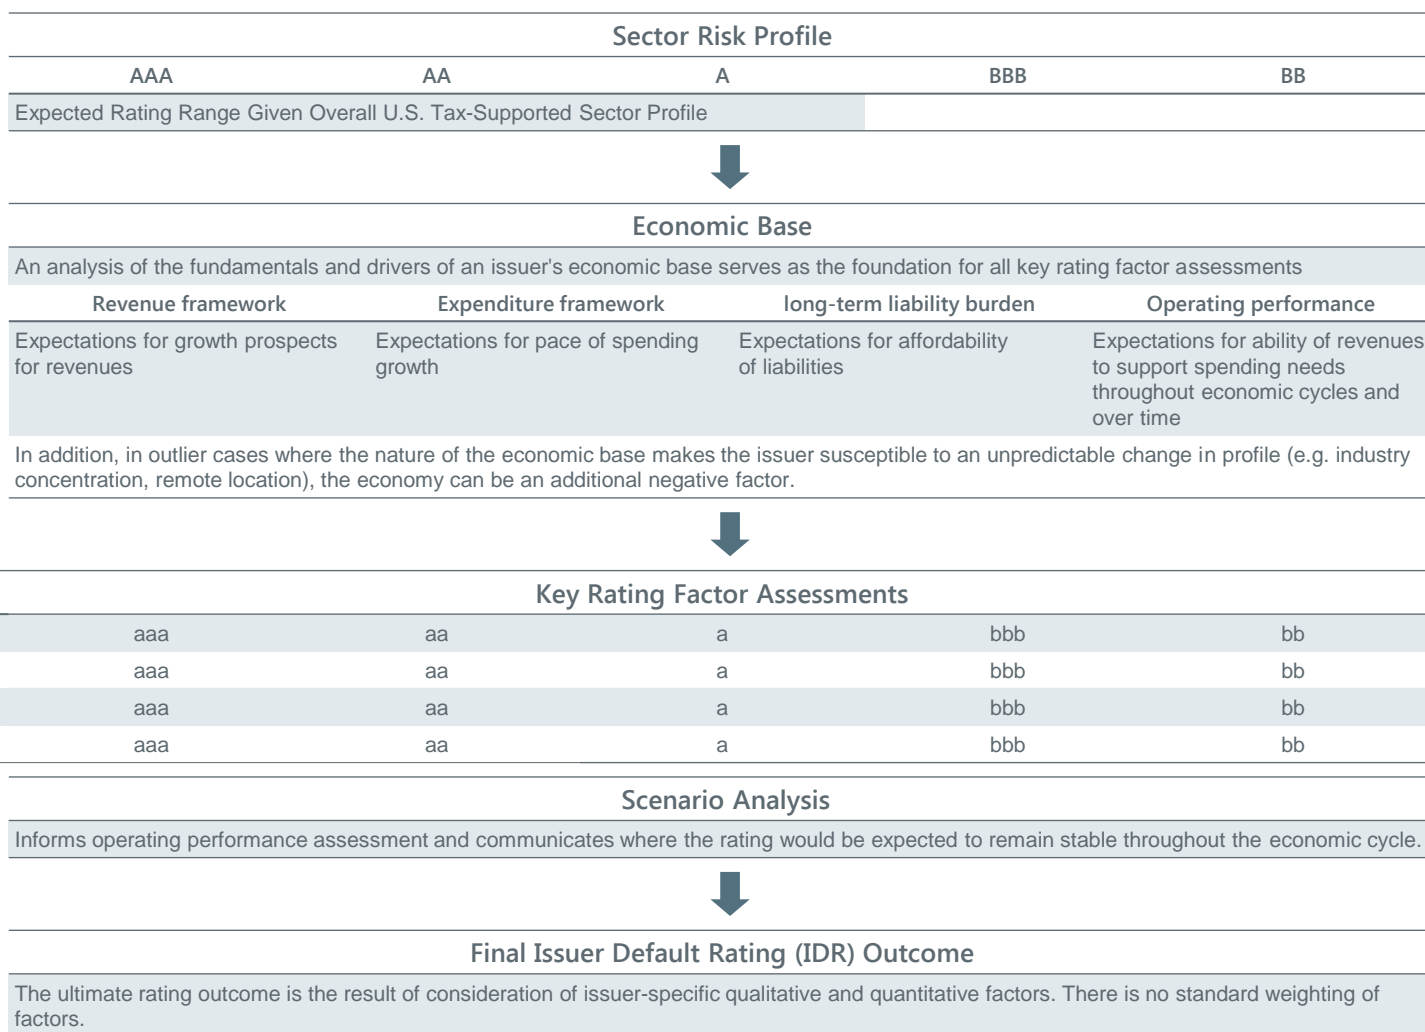 Sector Risk Profile
AAA AA A BBB BB
Expected Rating Range Given Overall U.S. Tax-Supported Sector Profile
Economic Base
An analysis of the fundamentals and drivers of an issuer's economic base serves as the foundation for all key rating factor assessments
Revenue framework Expenditure framework long-term liability burden Operating performance
Expectations for growth prospects Expectations for pace of spending Expectations for affordability Expectations for ability of revenues
for revenues growth of liabilities to support spending needs
throughout economic cycles and
over time
In addition, in outlier cases where the nature of the economic base makes the issuer susceptible to an unpredictable change in profile (e.g. industry
concentration, remote location), the economy can be an additional negative factor.
Key Rating Factor Assessments
aaa aa a bbb bb
aaa aa a bbb bb
aaa aa a bbb bb
aaa aa a bbb bb
Scenario Analysis
Informs operating performance assessment and communicates where the rating would be expected to remain stable throughout the economic cycle.
Final Issuer Default Rating (IDR) Outcome
The ultimate rating outcome is the result of consideration of issuer-specific qualitative and quantitative factors. There is no standard weighting of
factors.